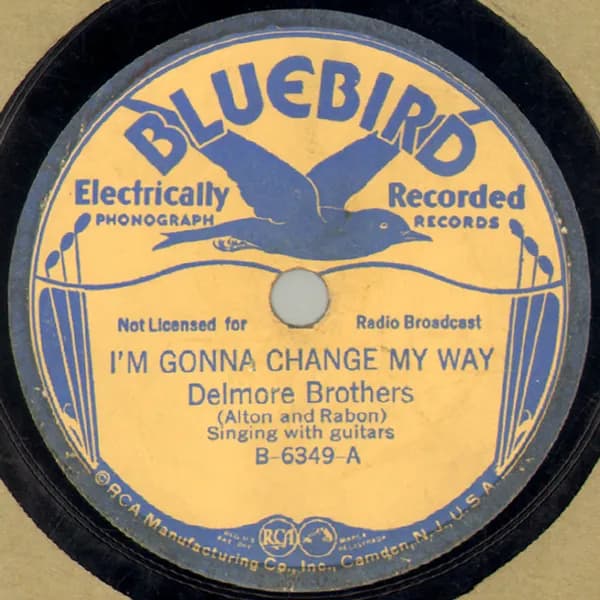 BLUEBIRD
Electrically Recorded
PHONOGRAPH RECORDS
Not Licensed for Radio Broadcast
I'M GONNA CHANGE MY WAY
Delmore Brothers
(Alton and Rabon)
Singing with guitars
B-6349-A
RCA
©RCA Manufacturing Co., Inc., Camden, N.J., U.S.A.